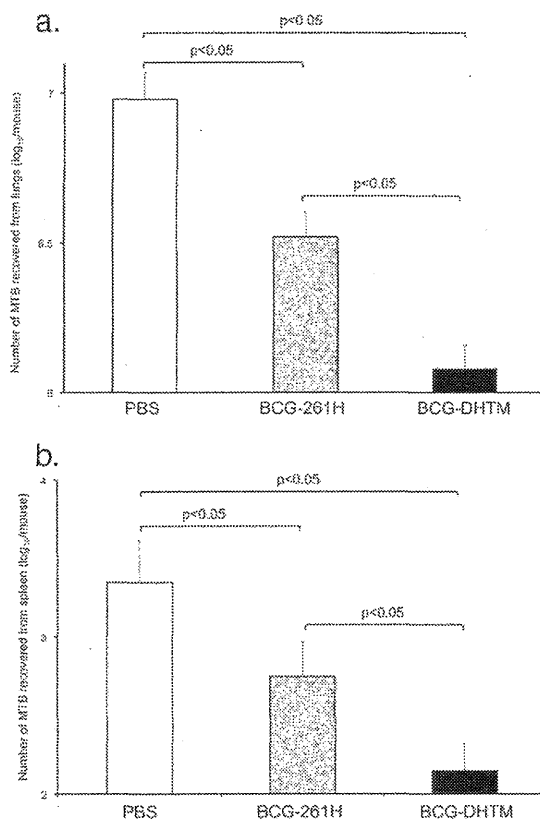 a.
p<0.05
p<0.05
p<0.05
Number of MTB recovered from lungs (log₁₀/mouse)
7
6.5
6
PBS BCG-261H BCG-DHTM
b.
p<0.05
p<0.05
p<0.05
Number of MTB recovered from spleen (log₁₀/mouse)
4
3
2
PBS BCG-261H BCG-DHTM